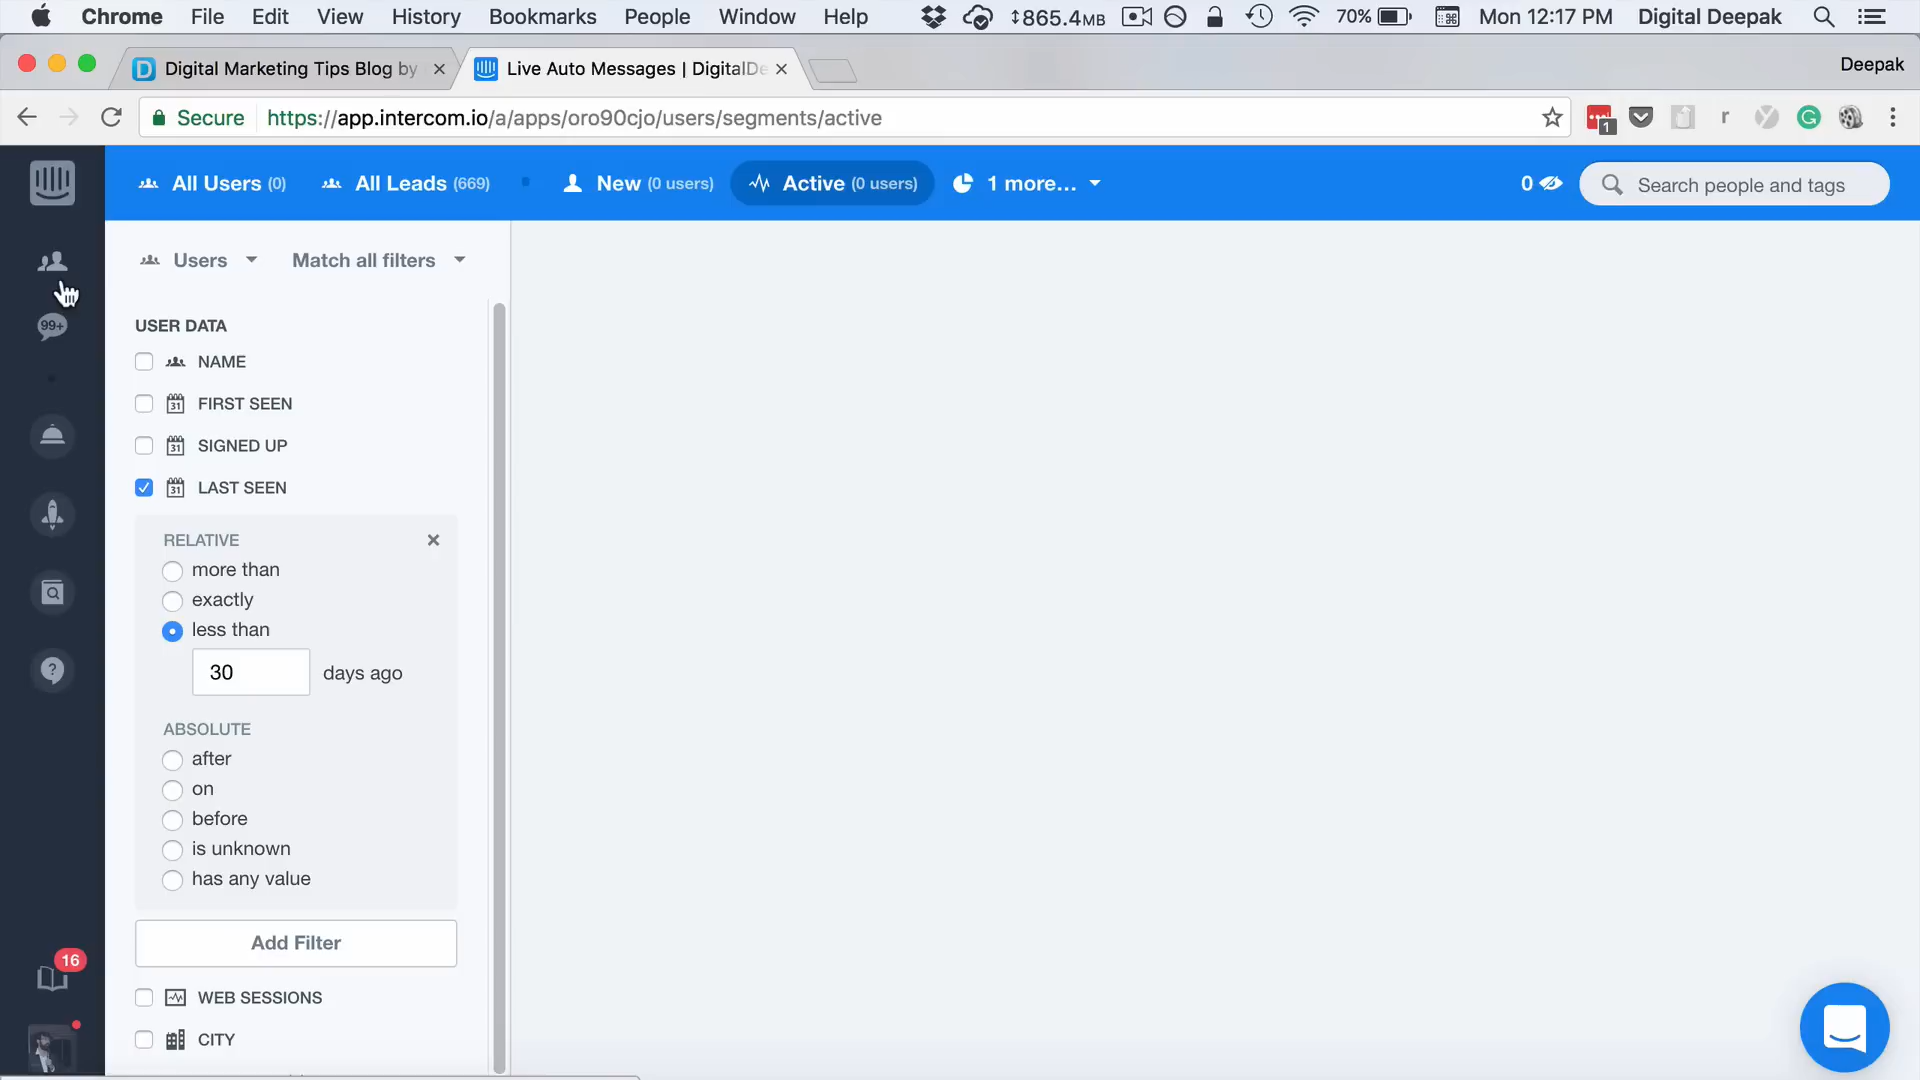 Chrome File Edit View History Bookmarks People Window Help 865.4MB 70% Mon 12:17 PM Digital Deepak
Digital Marketing Tips Blog by
Live Auto Messages | DigitalDe
Deepak
Secure https://app.intercom.io/a/apps/oro90cjo/users/segments/active
1
r
G
All Users (0) All Leads (669) New (0 users) Active (0 users) 1 more... 0 Search people and tags
Users Match all filters
99+
USER DATA
NAME
31 FIRST SEEN
31 SIGNED UP
31 LAST SEEN
RELATIVE
more than
exactly
less than
30 days ago
?
ABSOLUTE
after
on
before
is unknown
has any value
Add Filter
16
WEB SESSIONS
CITY